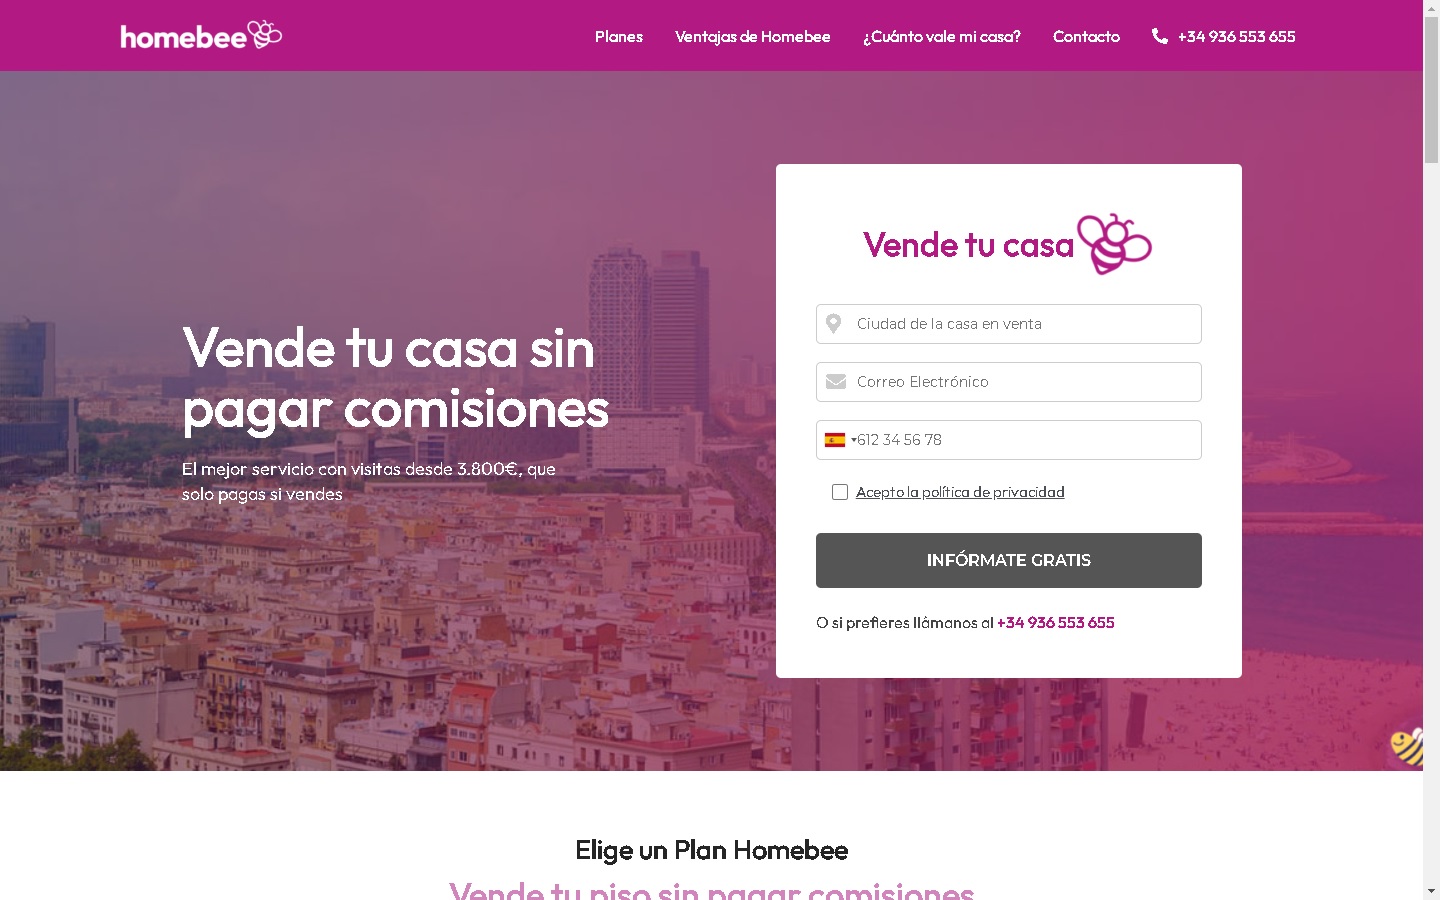 homebee
Planes
Ventajas de Homebee
¿Cuánto vale mi casa?
Contacto
+34 936 553 655
Vende tu casa sin
pagar comisiones
El mejor servicio con visitas desde 3.800€, que
solo pagas si vendes
Vende tu casa
Ciudad de la casa en venta
Correo Electrónico
612 34 56 78
Acepto la política de privacidad
INFÓRMATE GRATIS
O si prefieres llámanos al +34 936 553 655
Elige un Plan Homebee
Vende tu piso sin pagar comisiones